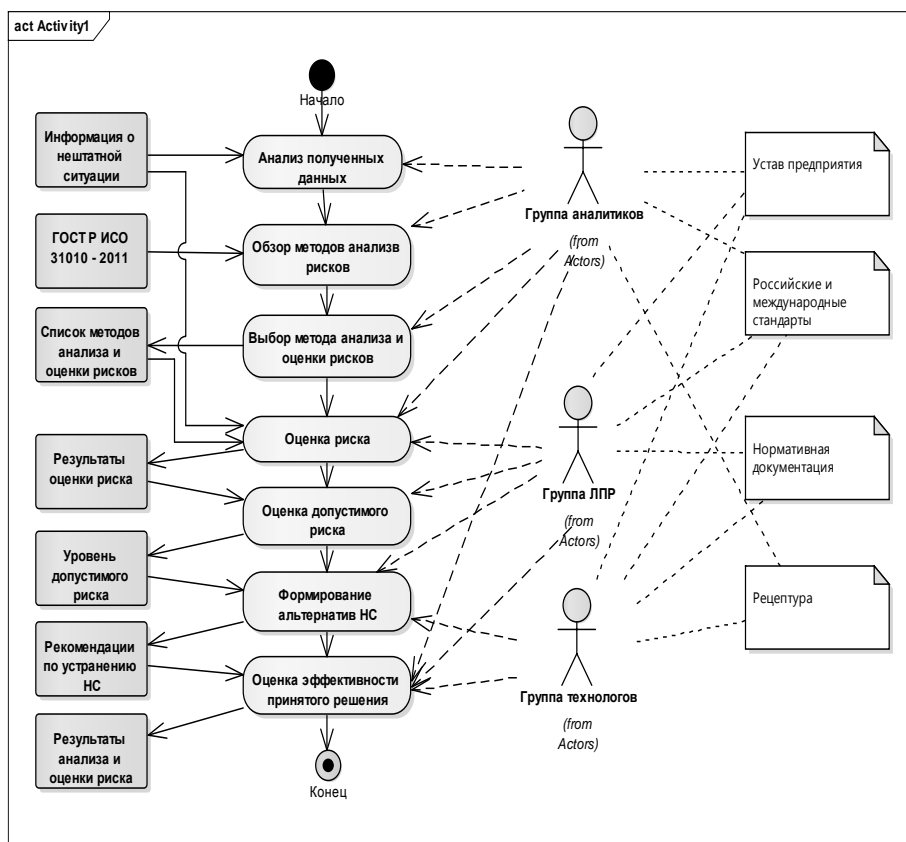 act Activity1
Начало
Информация о
нештатной
ситуации
Анализ полученных
данных
Группа аналитиков
(from
Actors)
Устав предприятия
ГОСТ Р ИСО
31010 - 2011
Обзор методов анализв
рисков
Российские и
международные
стандарты
Список методов
анализа и
оценки рисков
Выбор метода анализа и
оценки рисков
Оценка риска
Результаты
оценки риска
Группа ЛПР
(from
Actors)
Нормативная
документация
Оценка допустимого
риска
Уровень
допустимого
риска
Формирование
альтернатив НС
Рецептура
Рекомендации
по устранению
НС
Оценка эффективности
принятого решения
Группа технологов
(from
Actors)
Результаты
анализа и
оценки риска
Конец